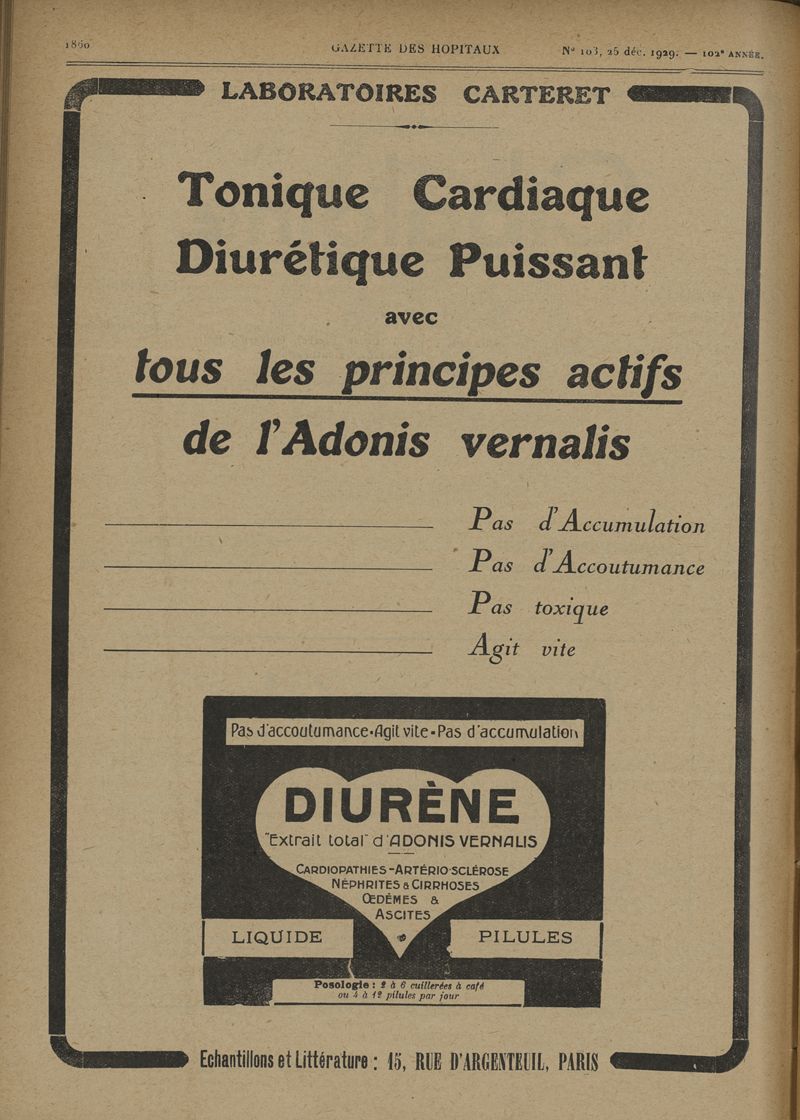 1860
GAZETTE DES HOPITAUX
Nº 103, 25 déc. 1929. — 102e ANNÉE.
LABORATOIRES CARTERET
Tonique Cardiaque
Diurétique Puissant
avec
tous les principes actifs
de l'Adonis vernalis
Pas d'Accumulation
Pas d'Accoutumance
Pas toxique
Agit vite
Pas d'accoutumance-Agit vite-Pas d'accumulation
DIURÈNE
"Extrait total" d'ADONIS VERNALIS
CARDIOPATHIES-ARTÉRIO-SCLÉROSE
NÉPHRITES & CIRRHOSES
ŒDÈMES &
ASCITES
LIQUIDE
PILULES
Posologie : 2 à 6 cuillerées à café
ou 4 à 12 pilules par jour
Echantillons et Littérature : 15, RUE D'ARGENTEUIL, PARIS